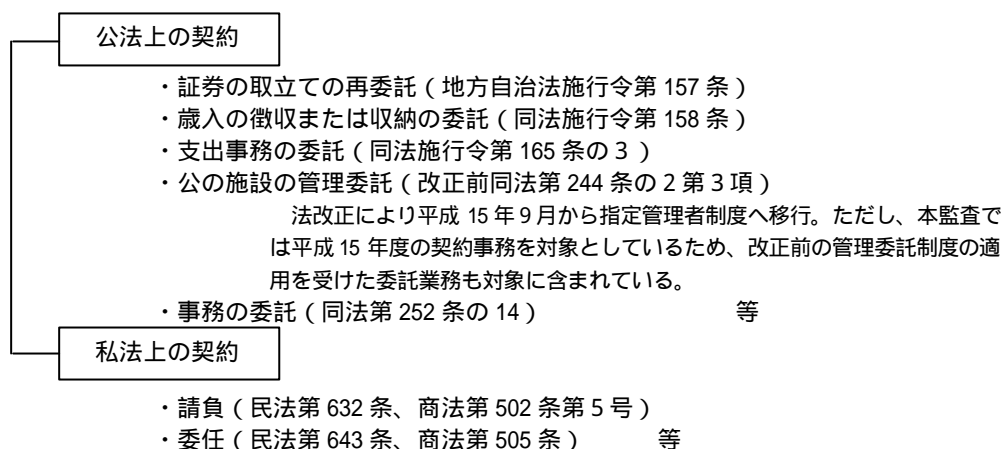 公法上の契約
・証券の取立ての再委託（地方自治法施行令第 157 条）
・歳入の徴収または収納の委託（同法施行令第 158 条）
・支出事務の委託（同法施行令第 165 条の３）
・公の施設の管理委託（改正前同法第 244 条の２第３項）
法改正により平成 15 年９月から指定管理者制度へ移行。ただし、本監査で
は平成 15 年度の契約事務を対象としているため、改正前の管理委託制度の適
用を受けた委託業務も対象に含まれている。
・事務の委託（同法第 252 条の 14） 等
私法上の契約
・請負（民法第 632 条、商法第 502 条第５号）
・委任（民法第 643 条、商法第 505 条） 等